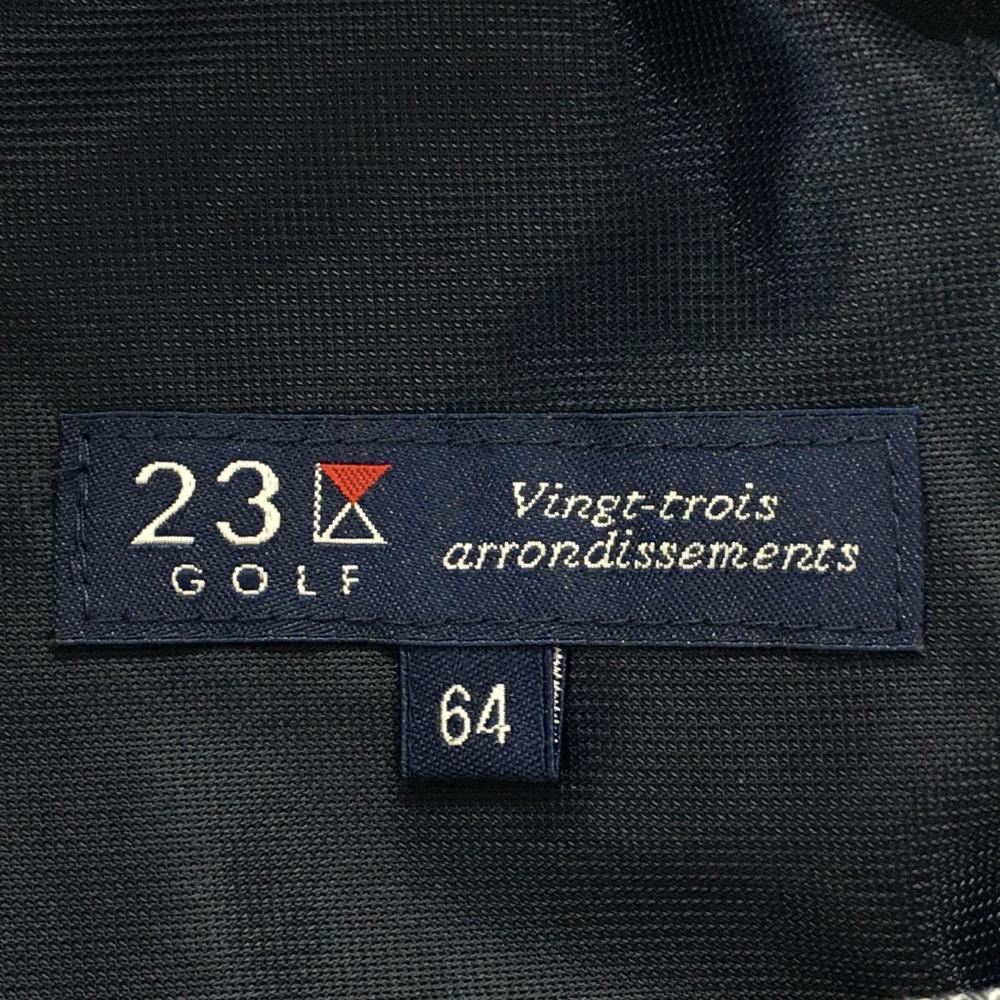 23
GOLF
Vingt-trois
arrondissements
64